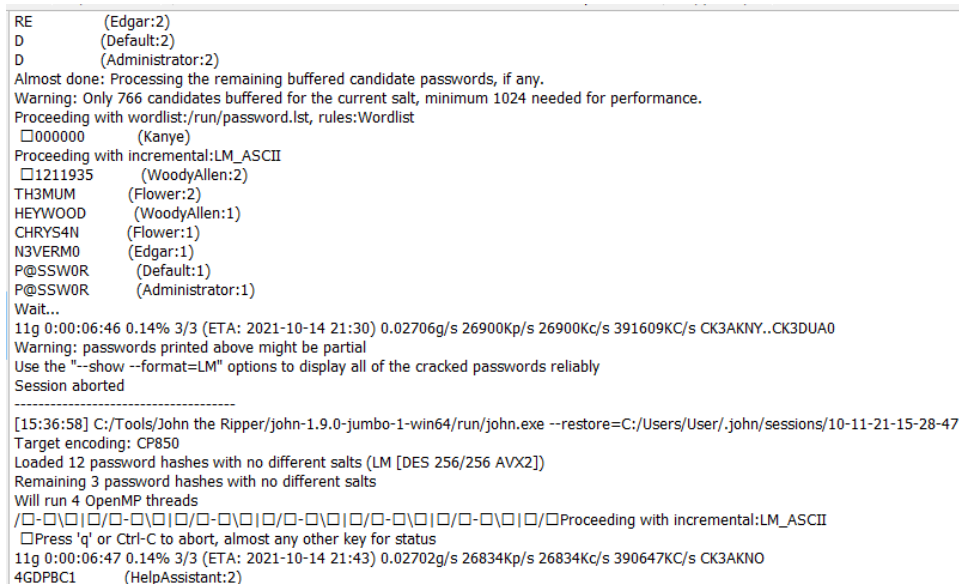 RE (Edgar:2)
D (Default:2)
D (Administrator:2)
Almost done: Processing the remaining buffered candidate passwords, if any.
Warning: Only 766 candidates buffered for the current salt, minimum 1024 needed for performance.
Proceeding with wordlist:/run/password.lst, rules:Wordlist
□000000 (Kanye)
Proceeding with incremental:LM_ASCII
□1211935 (WoodyAllen:2)
TH3MUM (Flower:2)
HEYWOOD (WoodyAllen:1)
CHRYS4N (Flower:1)
N3VERM0 (Edgar:1)
P@SSW0R (Default:1)
P@SSW0R (Administrator:1)
Wait...
11g 0:00:06:46 0.14% 3/3 (ETA: 2021-10-14 21:30) 0.02706g/s 26900Kp/s 26900Kc/s 391609KC/s CK3AKNY..CK3DUA0
Warning: passwords printed above might be partial
Use the "--show --format=LM" options to display all of the cracked passwords reliably
Session aborted
------------------------------------
[15:36:58] C:/Tools/John the Ripper/john-1.9.0-jumbo-1-win64/run/john.exe --restore=C:/Users/User/.john/sessions/10-11-21-15-28-47
Target encoding: CP850
Loaded 12 password hashes with no different salts (LM [DES 256/256 AVX2])
Remaining 3 password hashes with no different salts
Will run 4 OpenMP threads
/□-□\□|□/□-□\□|□/□-□\□|□/□-□\□|□/□-□\□|□/□-□\□|□/□Proceeding with incremental:LM_ASCII
□Press 'q' or Ctrl-C to abort, almost any other key for status
11g 0:00:06:47 0.14% 3/3 (ETA: 2021-10-14 21:43) 0.02702g/s 26834Kp/s 26834Kc/s 390647KC/s CK3AKNO
4GDPBC1 (HelpAssistant:2)